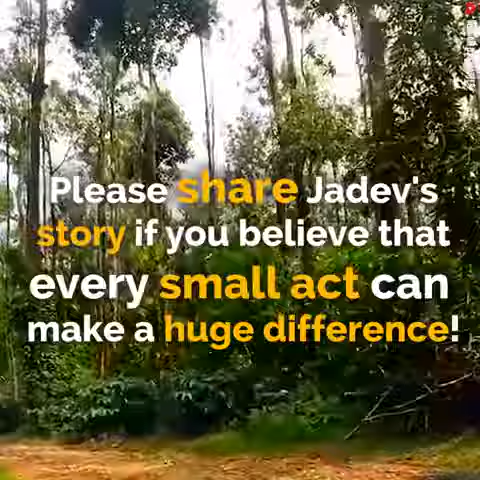 Please share Jadev's
story if you believe that
every small act can
make a huge difference!